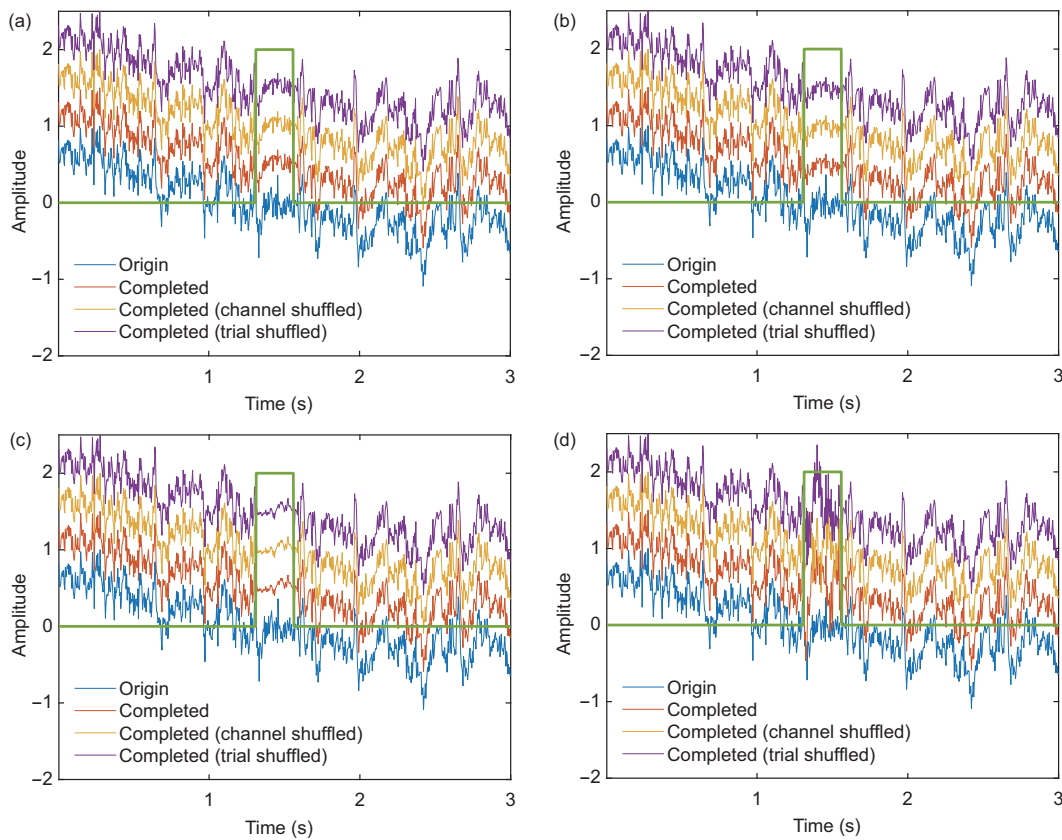 (a)
2
1
0
−1
−2
Amplitude
Origin
Completed
Completed (channel shuffled)
Completed (trial shuffled)
1
2
3
Time (s)
(b)
2
1
0
−1
−2
Amplitude
Origin
Completed
Completed (channel shuffled)
Completed (trial shuffled)
1
2
3
Time (s)
(c)
2
1
0
−1
−2
Amplitude
Origin
Completed
Completed (channel shuffled)
Completed (trial shuffled)
1
2
3
Time (s)
(d)
2
1
0
−1
−2
Amplitude
Origin
Completed
Completed (channel shuffled)
Completed (trial shuffled)
1
2
3
Time (s)